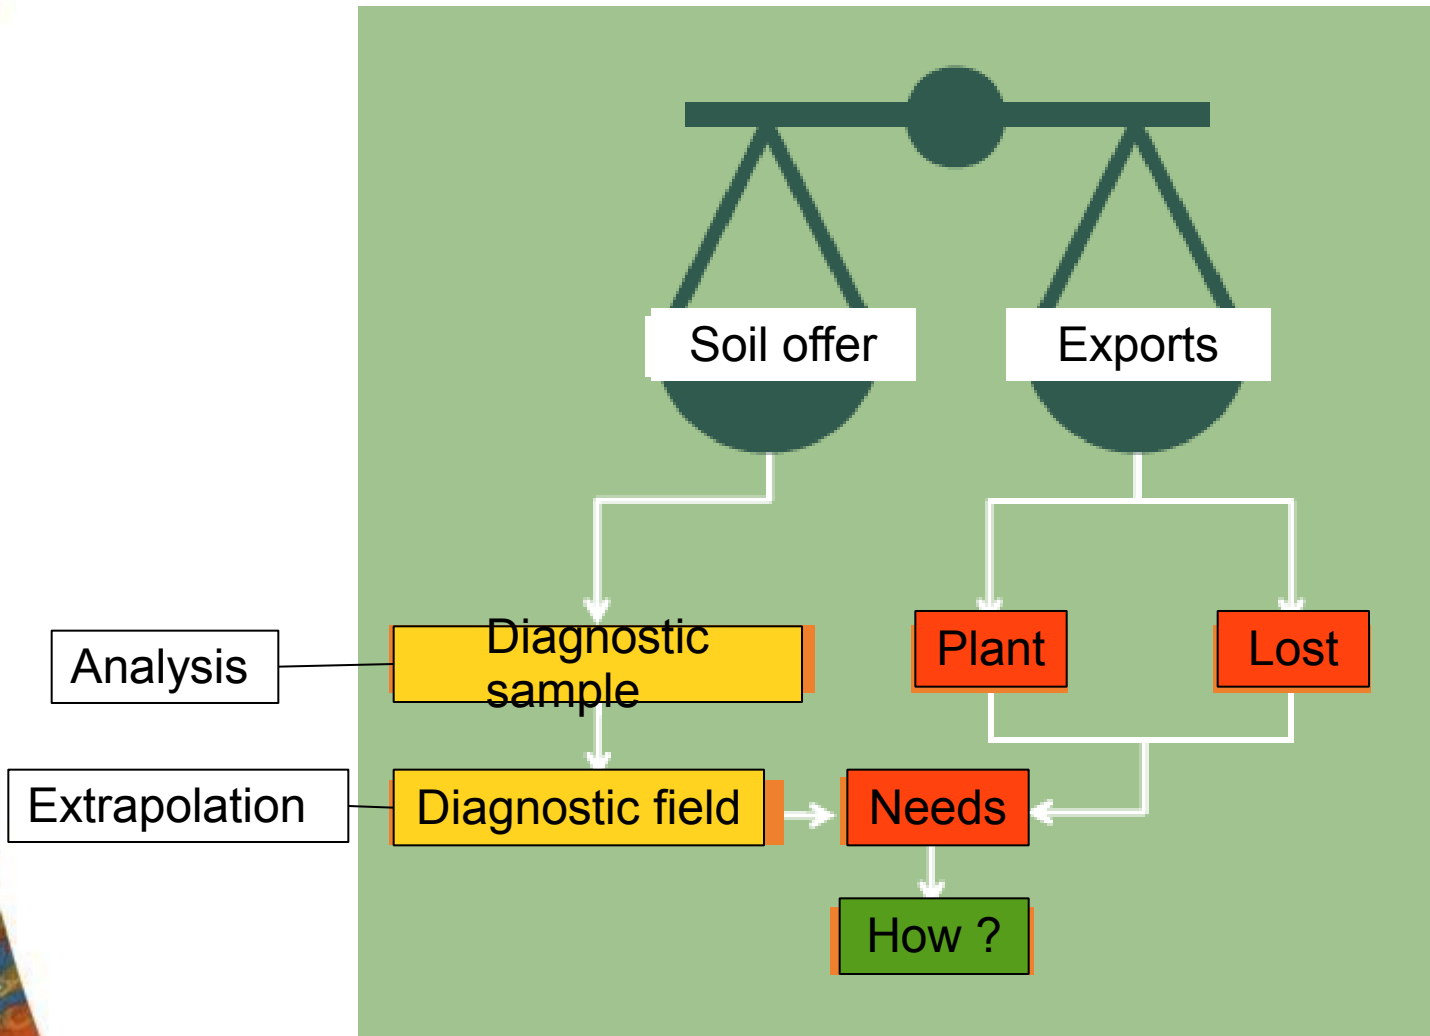 Soil offer
Exports
Diagnostic
sample
Analysis
Plant
Lost
Extrapolation
Diagnostic field
Needs
How ?